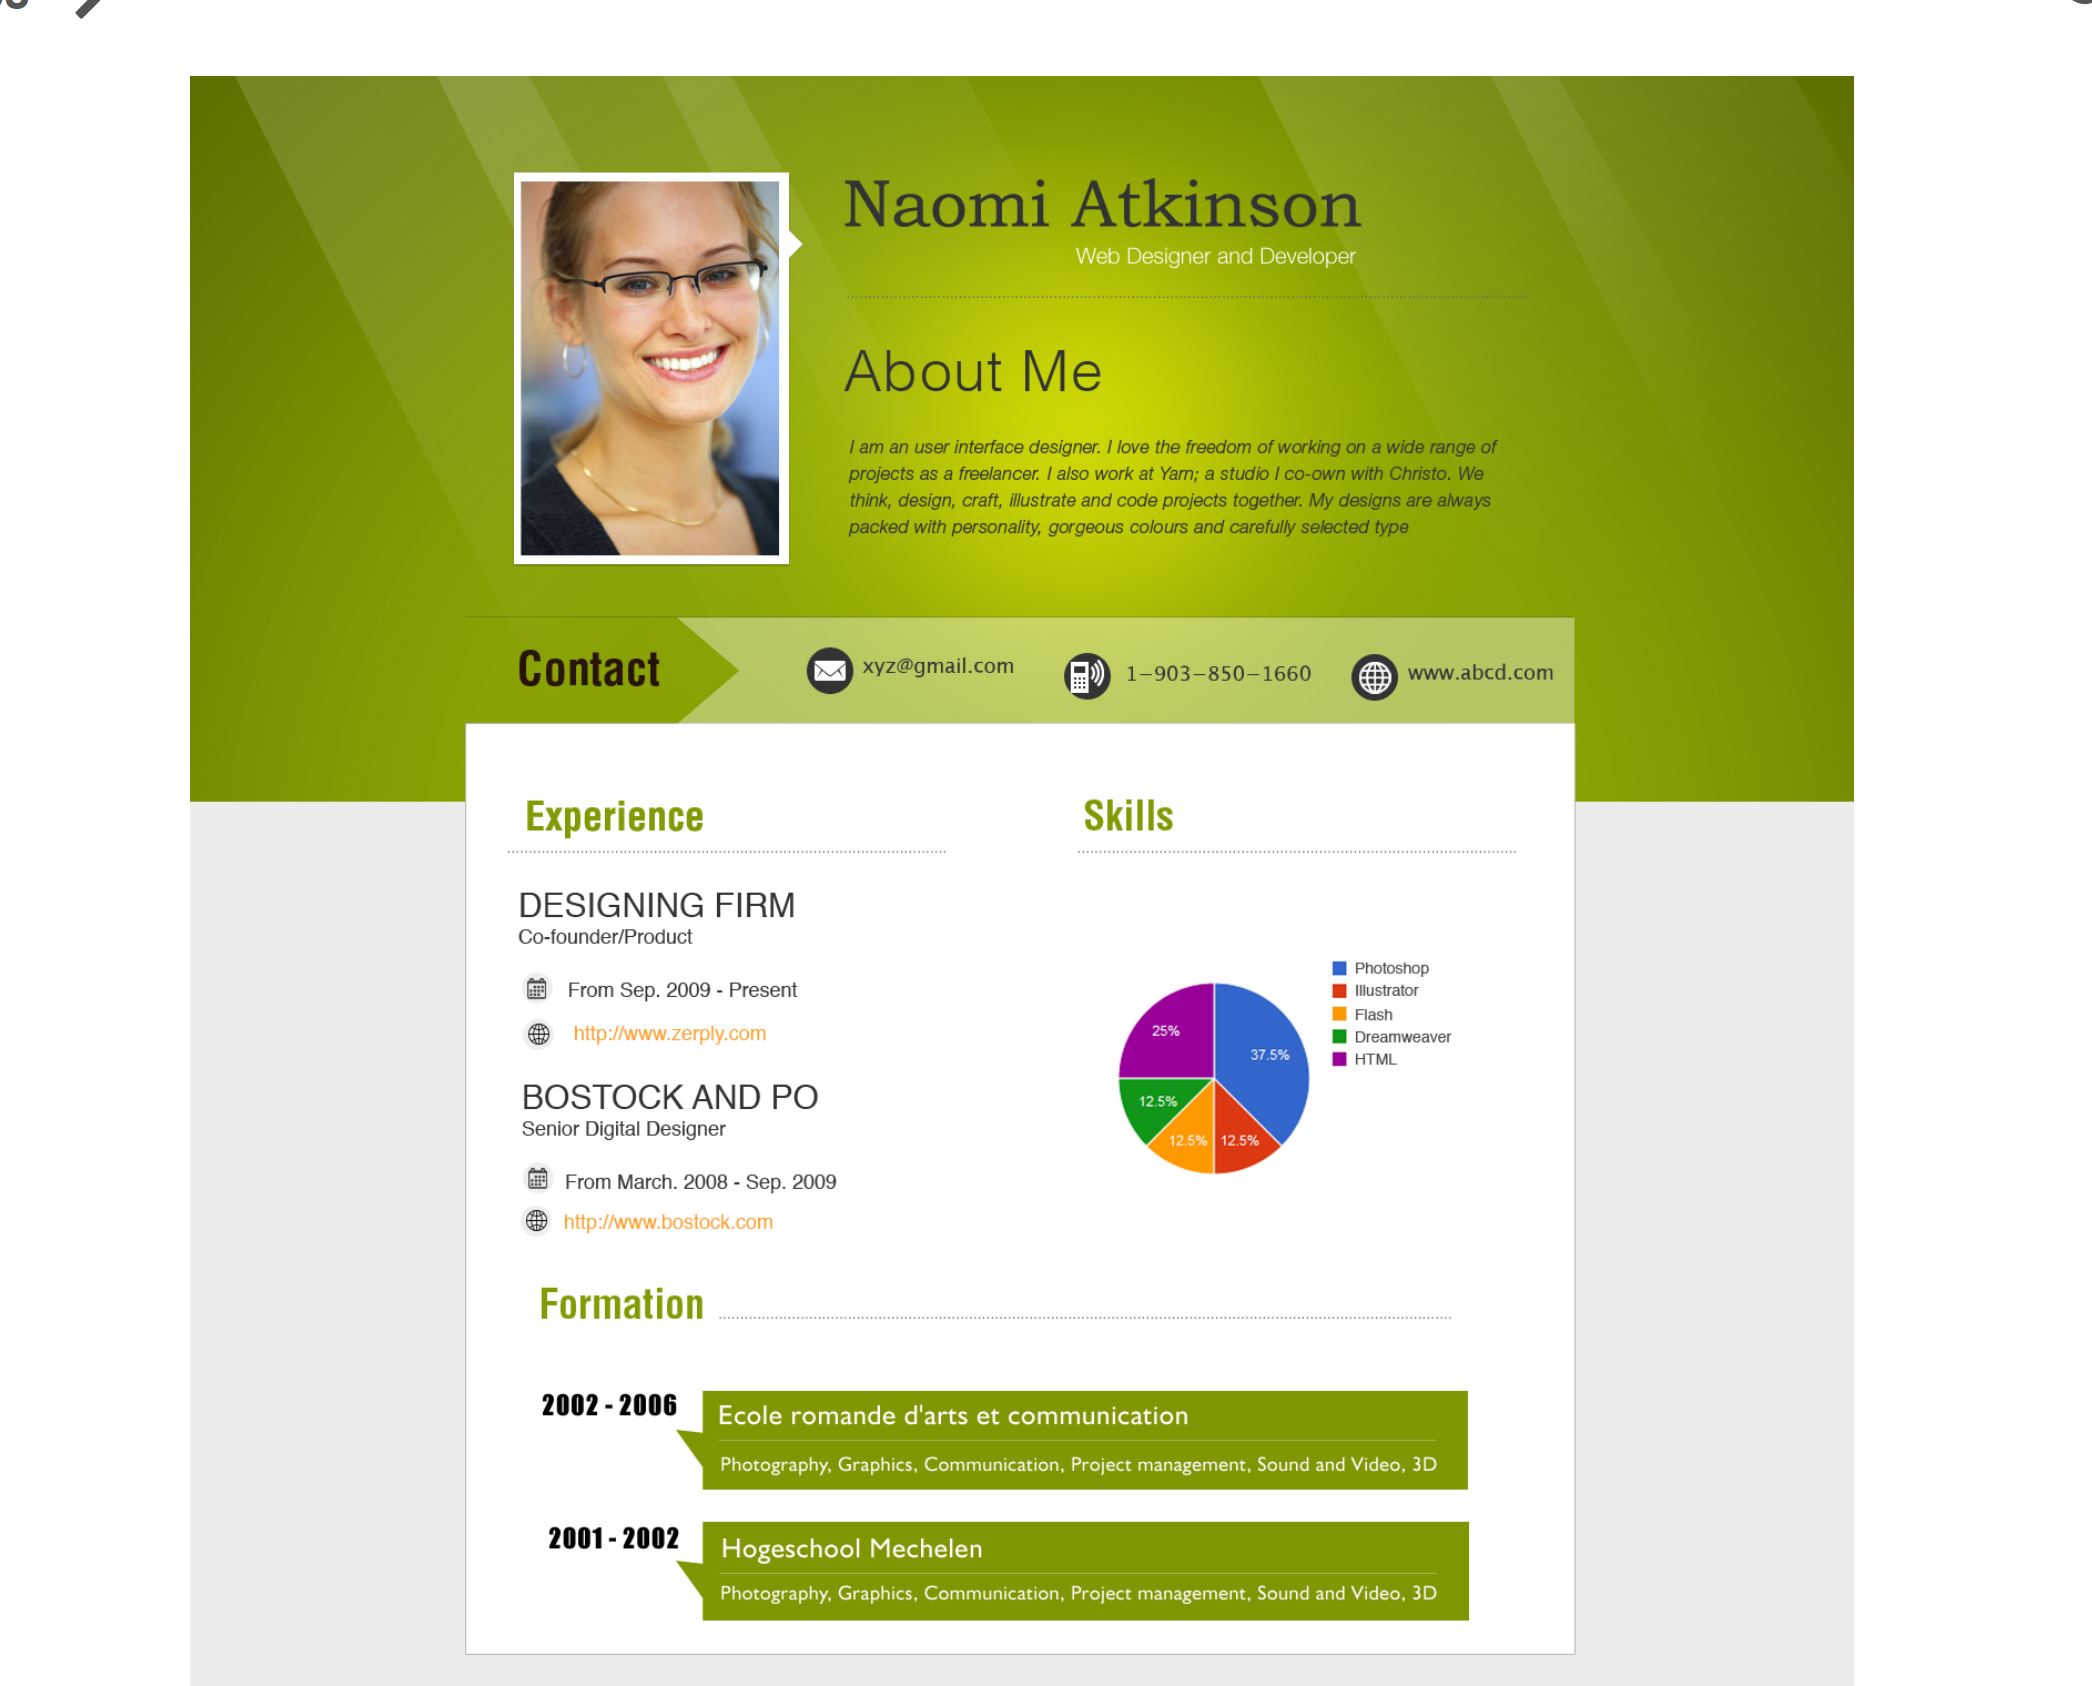 Naomi Atkinson
Web Designer and Developer
About Me
I am an user interface designer. I love the freedom of working on a wide range of
projects as a freelancer. I also work at Yarn; a studio I co-own with Christo. We
think, design, craft, illustrate and code projects together. My designs are always
packed with personality, gorgeous colours and carefully selected type
Contact
xyz@gmail.com
1-903-850-1660
www.abcd.com
Experience
DESIGNING FIRM
Co-founder/Product
From Sep. 2009 - Present
http://www.zerply.com
BOSTOCK AND PO
Senior Digital Designer
From March. 2008 - Sep. 2009
http://www.bostock.com
Skills
Photoshop
Illustrator
Flash
Dreamweaver
HTML
25%
37.5%
12.5%
12.5%
12.5%
Formation
2002 - 2006
Ecole romande d'arts et communication
Photography, Graphics, Communication, Project management, Sound and Video, 3D
2001 - 2002
Hogeschool Mechelen
Photography, Graphics, Communication, Project management, Sound and Video, 3D